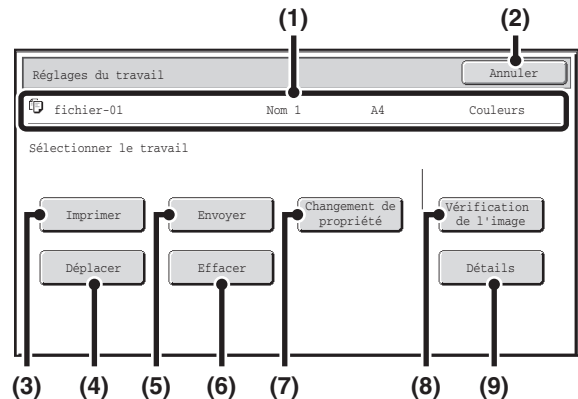 (1) (2)
Réglages du travail Annuler
fichier-01 Nom 1 A4 Couleurs
Sélectionner le travail
Imprimer Envoyer Changement de propriété Vérification de l'image
Déplacer Effacer Détails
(3) (4) (5) (6) (7) (8) (9)